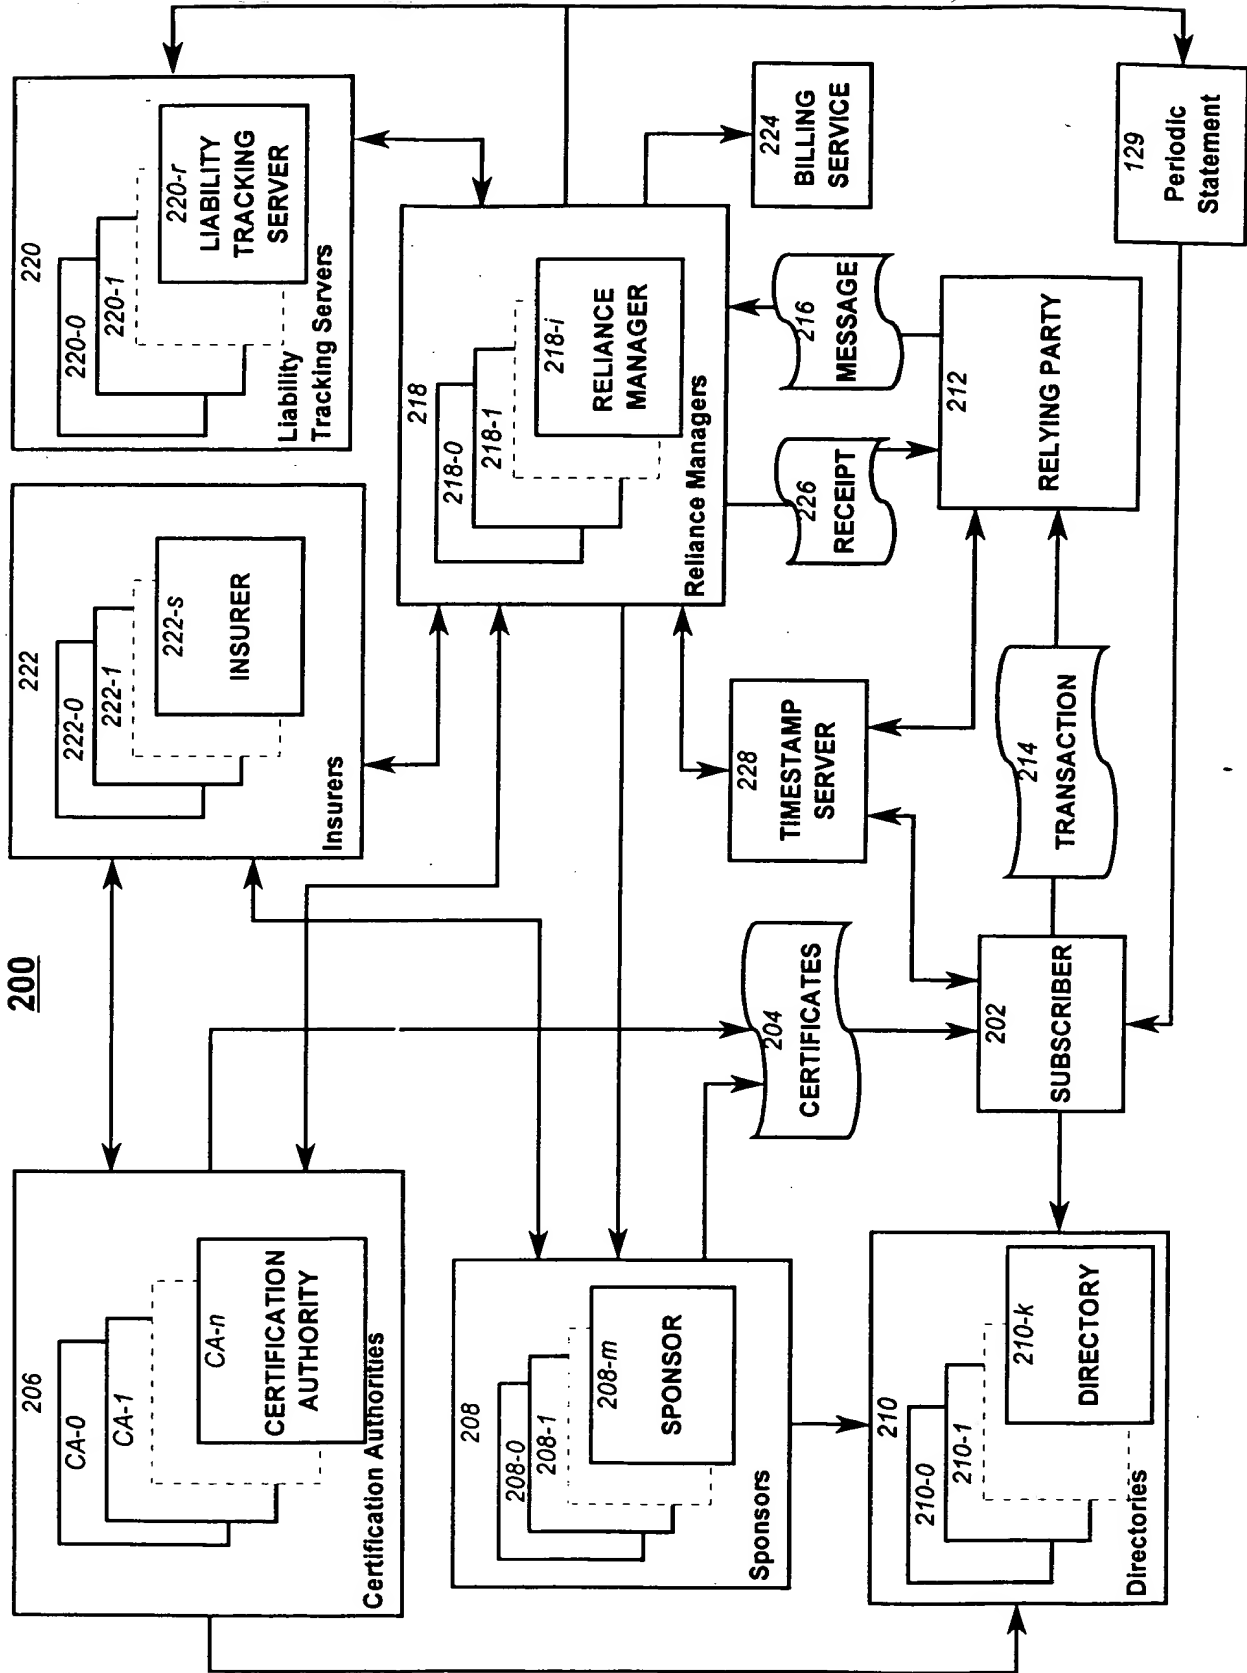 200
206
CA-0
CA-1
CA-n
CERTIFICATION
AUTHORITY
Certification Authorities
222
222-0
222-1
222-s
INSURER
Insurers
220
220-0
220-1
220-r
LIABILITY
TRACKING
SERVER
Liability
Tracking Servers
208
208-0
208-1
208-m
SPONSOR
Sponsors
218
218-0
218-1
218-i
RELIANCE
MANAGER
Reliance Managers
224
BILLING
SERVICE
204
CERTIFICATES
228
TIMESTAMP
SERVER
226
RECEIPT
216
MESSAGE
210
210-0
210-1
210-k
DIRECTORY
Directories
202
SUBSCRIBER
214
TRANSACTION
212
RELYING PARTY
129
Periodic
Statement